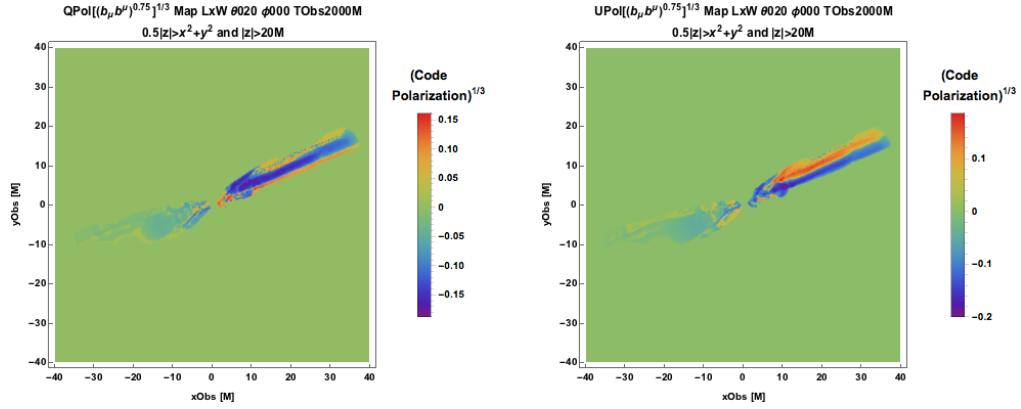 QPol[(bμb^μ)^0.75]^1/3 Map LxW θ020 ϕ000 TObs2000M
0.5|z|>x²+y² and |z|>20M
40
30
20
10
0
−10
−20
−30
−40
−40 −30 −20 −10 0 10 20 30 40
yObs [M]
xObs [M]
(Code
Polarization)^1/3
0.15
0.10
0.05
0
−0.05
−0.10
−0.15
UPol[(bμb^μ)^0.75]^1/3 Map LxW θ020 ϕ000 TObs2000M
0.5|z|>x²+y² and |z|>20M
40
30
20
10
0
−10
−20
−30
−40
−40 −30 −20 −10 0 10 20 30 40
yObs [M]
xObs [M]
(Code
Polarization)^1/3
0.1
0
−0.1
−0.2